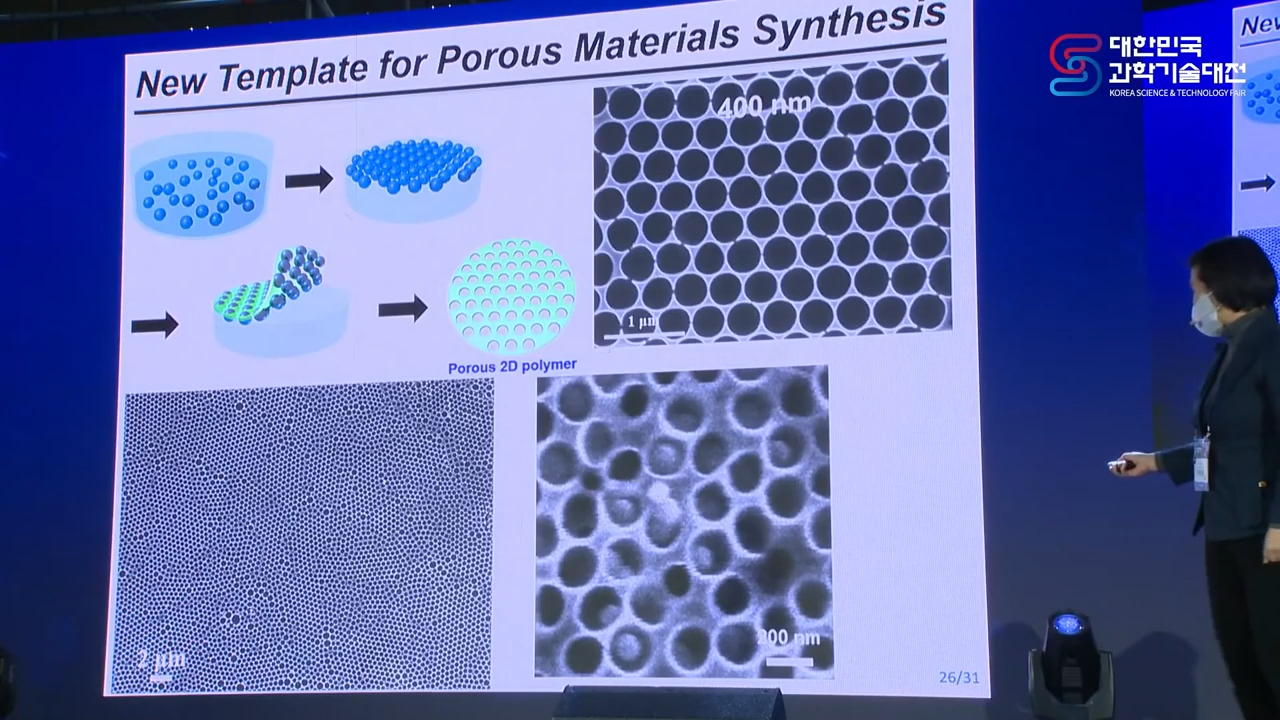 New Template for Porous Materials Synthesis
대한민국
과학기술대전
KOREA SCIENCE & TECHNOLOGY FAIR
New
400 nm
1 μm
Porous 2D polymer
2 μm
200 nm
26/31